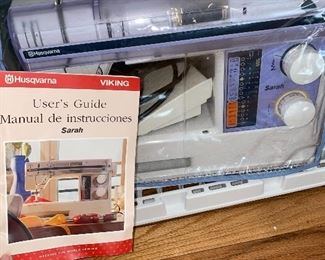 Husqvarna
VIKING
User's Guide
Manual de instrucciones
Sarah
Husqvarna
Sarah